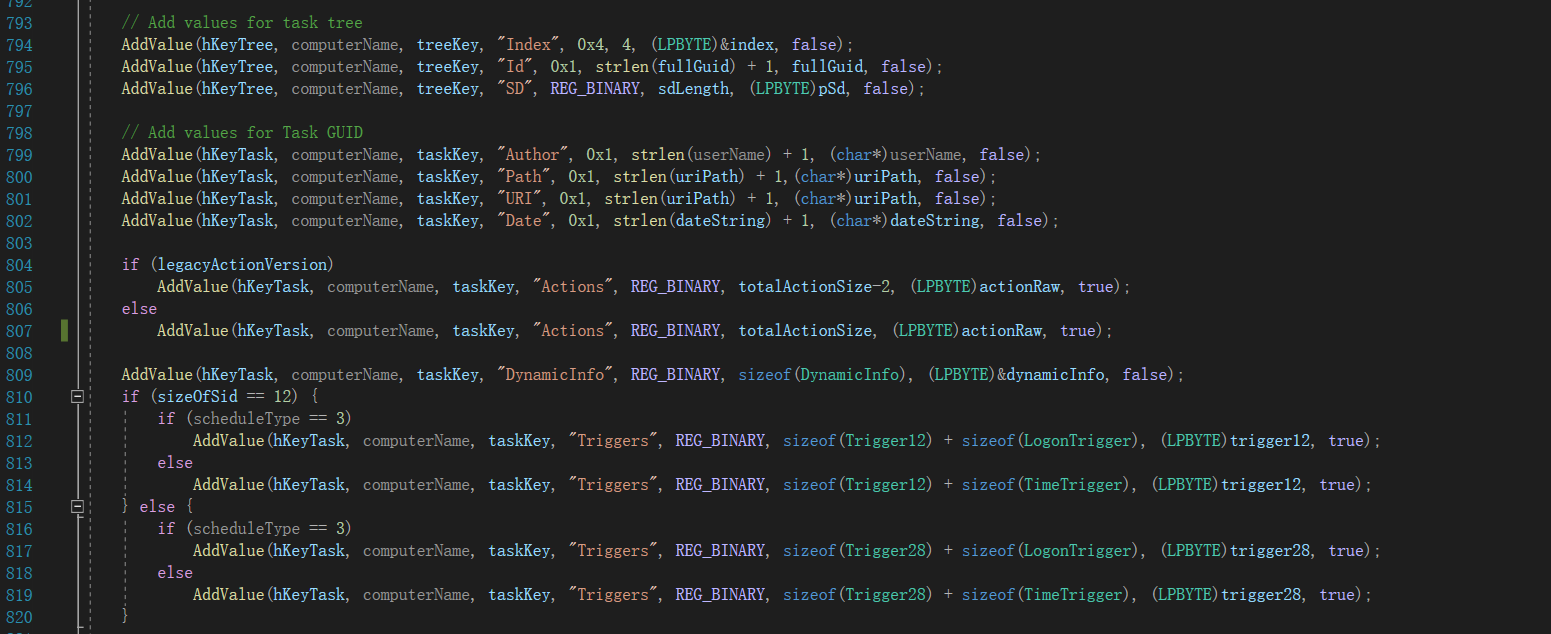 792
793 // Add values for task tree
794 AddValue(hKeyTree, computerName, treeKey, "Index", 0x4, 4, (LPBYTE)&index, false);
795 AddValue(hKeyTree, computerName, treeKey, "Id", 0x1, strlen(fullGuid) + 1, fullGuid, false);
796 AddValue(hKeyTree, computerName, treeKey, "SD", REG_BINARY, sdLength, (LPBYTE)pSd, false);
797
798 // Add values for Task GUID
799 AddValue(hKeyTask, computerName, taskKey, "Author", 0x1, strlen(userName) + 1, (char*)userName, false);
800 AddValue(hKeyTask, computerName, taskKey, "Path", 0x1, strlen(uriPath) + 1,(char*)uriPath, false);
801 AddValue(hKeyTask, computerName, taskKey, "URI", 0x1, strlen(uriPath) + 1, (char*)uriPath, false);
802 AddValue(hKeyTask, computerName, taskKey, "Date", 0x1, strlen(dateString) + 1, (char*)dateString, false);
803
804 if (legacyActionVersion)
805 AddValue(hKeyTask, computerName, taskKey, "Actions", REG_BINARY, totalActionSize-2, (LPBYTE)actionRaw, true);
806 else
807 AddValue(hKeyTask, computerName, taskKey, "Actions", REG_BINARY, totalActionSize, (LPBYTE)actionRaw, true);
808
809 AddValue(hKeyTask, computerName, taskKey, "DynamicInfo", REG_BINARY, sizeof(DynamicInfo), (LPBYTE)&dynamicInfo, false);
810 if (sizeOfSid == 12) {
811 if (scheduleType == 3)
812 AddValue(hKeyTask, computerName, taskKey, "Triggers", REG_BINARY, sizeof(Trigger12) + sizeof(LogonTrigger), (LPBYTE)trigger12, true);
813 else
814 AddValue(hKeyTask, computerName, taskKey, "Triggers", REG_BINARY, sizeof(Trigger12) + sizeof(TimeTrigger), (LPBYTE)trigger12, true);
815 } else {
816 if (scheduleType == 3)
817 AddValue(hKeyTask, computerName, taskKey, "Triggers", REG_BINARY, sizeof(Trigger28) + sizeof(LogonTrigger), (LPBYTE)trigger28, true);
818 else
819 AddValue(hKeyTask, computerName, taskKey, "Triggers", REG_BINARY, sizeof(Trigger28) + sizeof(TimeTrigger), (LPBYTE)trigger28, true);
820 }